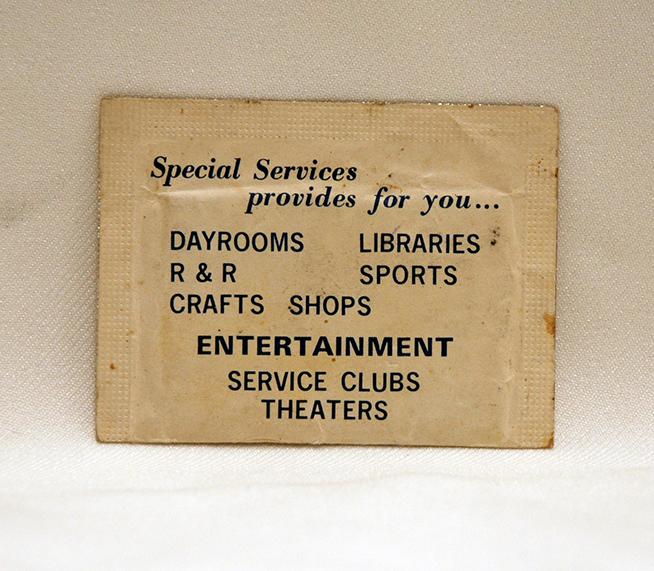 Special Services
provides for you...
DAYROOMS LIBRARIES
R & R SPORTS
CRAFTS SHOPS
ENTERTAINMENT
SERVICE CLUBS
THEATERS